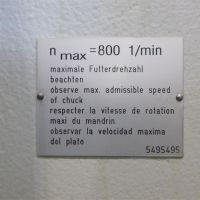 n max =800 1/min
maximale Futterdrehzahl
beachten
observe max. admissible speed
of chuck
respecter la vitesse de rotation
maxi du mandrin
observar la velocidad maxima
del plato
5495495